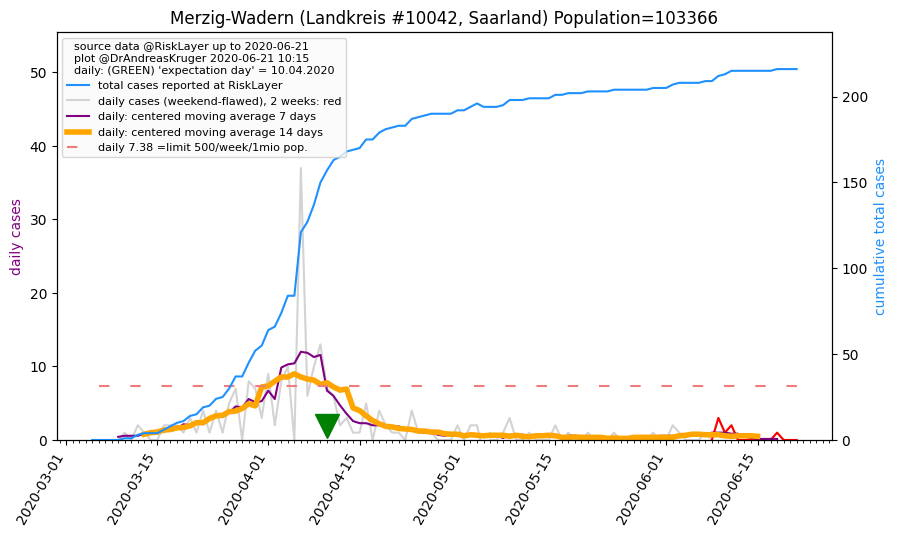 Merzig-Wadern (Landkreis #10042, Saarland) Population=103366
source data @RiskLayer up to 2020-06-21
plot @DrAndreasKruger 2020-06-21 10:15
daily: (GREEN) 'expectation day' = 10.04.2020
total cases reported at RiskLayer
daily cases (weekend-flawed), 2 weeks: red
daily: centered moving average 7 days
daily: centered moving average 14 days
daily 7.38 =limit 500/week/1mio pop.
daily cases
50
40
30
20
10
0
cumulative total cases
200
150
100
50
0
2020-03-01
2020-03-15
2020-04-01
2020-04-15
2020-05-01
2020-05-15
2020-06-01
2020-06-15